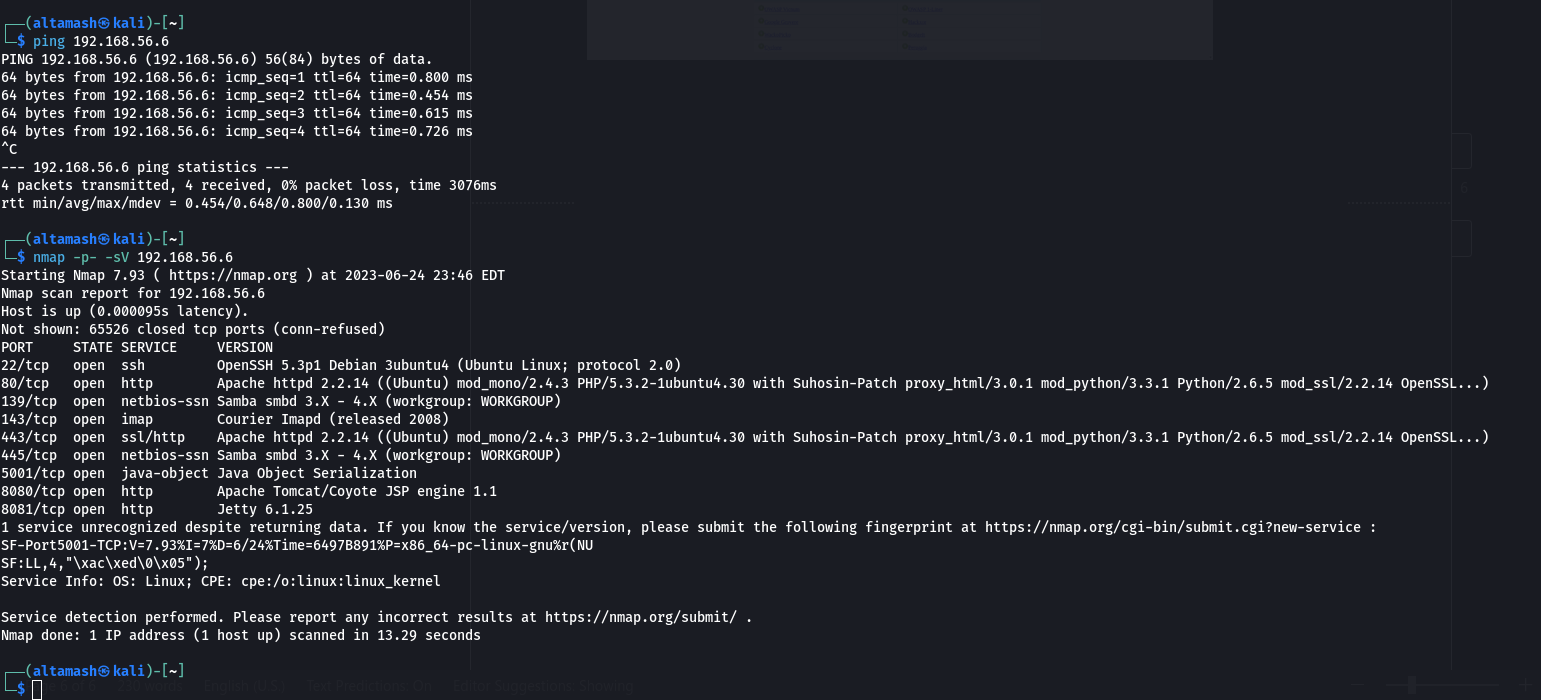 ┌──(altamash㉿kali)-[~]
└─$ ping 192.168.56.6
PING 192.168.56.6 (192.168.56.6) 56(84) bytes of data.
64 bytes from 192.168.56.6: icmp_seq=1 ttl=64 time=0.800 ms
64 bytes from 192.168.56.6: icmp_seq=2 ttl=64 time=0.454 ms
64 bytes from 192.168.56.6: icmp_seq=3 ttl=64 time=0.615 ms
64 bytes from 192.168.56.6: icmp_seq=4 ttl=64 time=0.726 ms
^C
--- 192.168.56.6 ping statistics ---
4 packets transmitted, 4 received, 0% packet loss, time 3076ms
rtt min/avg/max/mdev = 0.454/0.648/0.800/0.130 ms
┌──(altamash㉿kali)-[~]
└─$ nmap -p- -sV 192.168.56.6
Starting Nmap 7.93 ( https://nmap.org ) at 2023-06-24 23:46 EDT
Nmap scan report for 192.168.56.6
Host is up (0.000095s latency).
Not shown: 65526 closed tcp ports (conn-refused)
PORT     STATE SERVICE     VERSION
22/tcp   open  ssh         OpenSSH 5.3p1 Debian 3ubuntu4 (Ubuntu Linux; protocol 2.0)
80/tcp   open  http        Apache httpd 2.2.14 ((Ubuntu) mod_mono/2.4.3 PHP/5.3.2-1ubuntu4.30 with Suhosin-Patch proxy_html/3.0.1 mod_python/3.3.1 Python/2.6.5 mod_ssl/2.2.14 OpenSSL...)
139/tcp  open  netbios-ssn Samba smbd 3.X - 4.X (workgroup: WORKGROUP)
143/tcp  open  imap        Courier Imapd (released 2008)
443/tcp  open  ssl/http    Apache httpd 2.2.14 ((Ubuntu) mod_mono/2.4.3 PHP/5.3.2-1ubuntu4.30 with Suhosin-Patch proxy_html/3.0.1 mod_python/3.3.1 Python/2.6.5 mod_ssl/2.2.14 OpenSSL...)
445/tcp  open  netbios-ssn Samba smbd 3.X - 4.X (workgroup: WORKGROUP)
5001/tcp open  java-object Java Object Serialization
8080/tcp open  http        Apache Tomcat/Coyote JSP engine 1.1
8081/tcp open  http        Jetty 6.1.25
1 service unrecognized despite returning data. If you know the service/version, please submit the following fingerprint at https://nmap.org/cgi-bin/submit.cgi?new-service :
SF-Port5001-TCP:V=7.93%I=7%D=6/24%Time=6497B891%P=x86_64-pc-linux-gnu%r(NU
SF:LL,4,"\xac\xed\0\x05");
Service Info: OS: Linux; CPE: cpe:/o:linux:linux_kernel
Service detection performed. Please report any incorrect results at https://nmap.org/submit/ .
Nmap done: 1 IP address (1 host up) scanned in 13.29 seconds
┌──(altamash㉿kali)-[~]
└─$
English (U.S.) Text Predictions: On Editor Suggestions: Showing